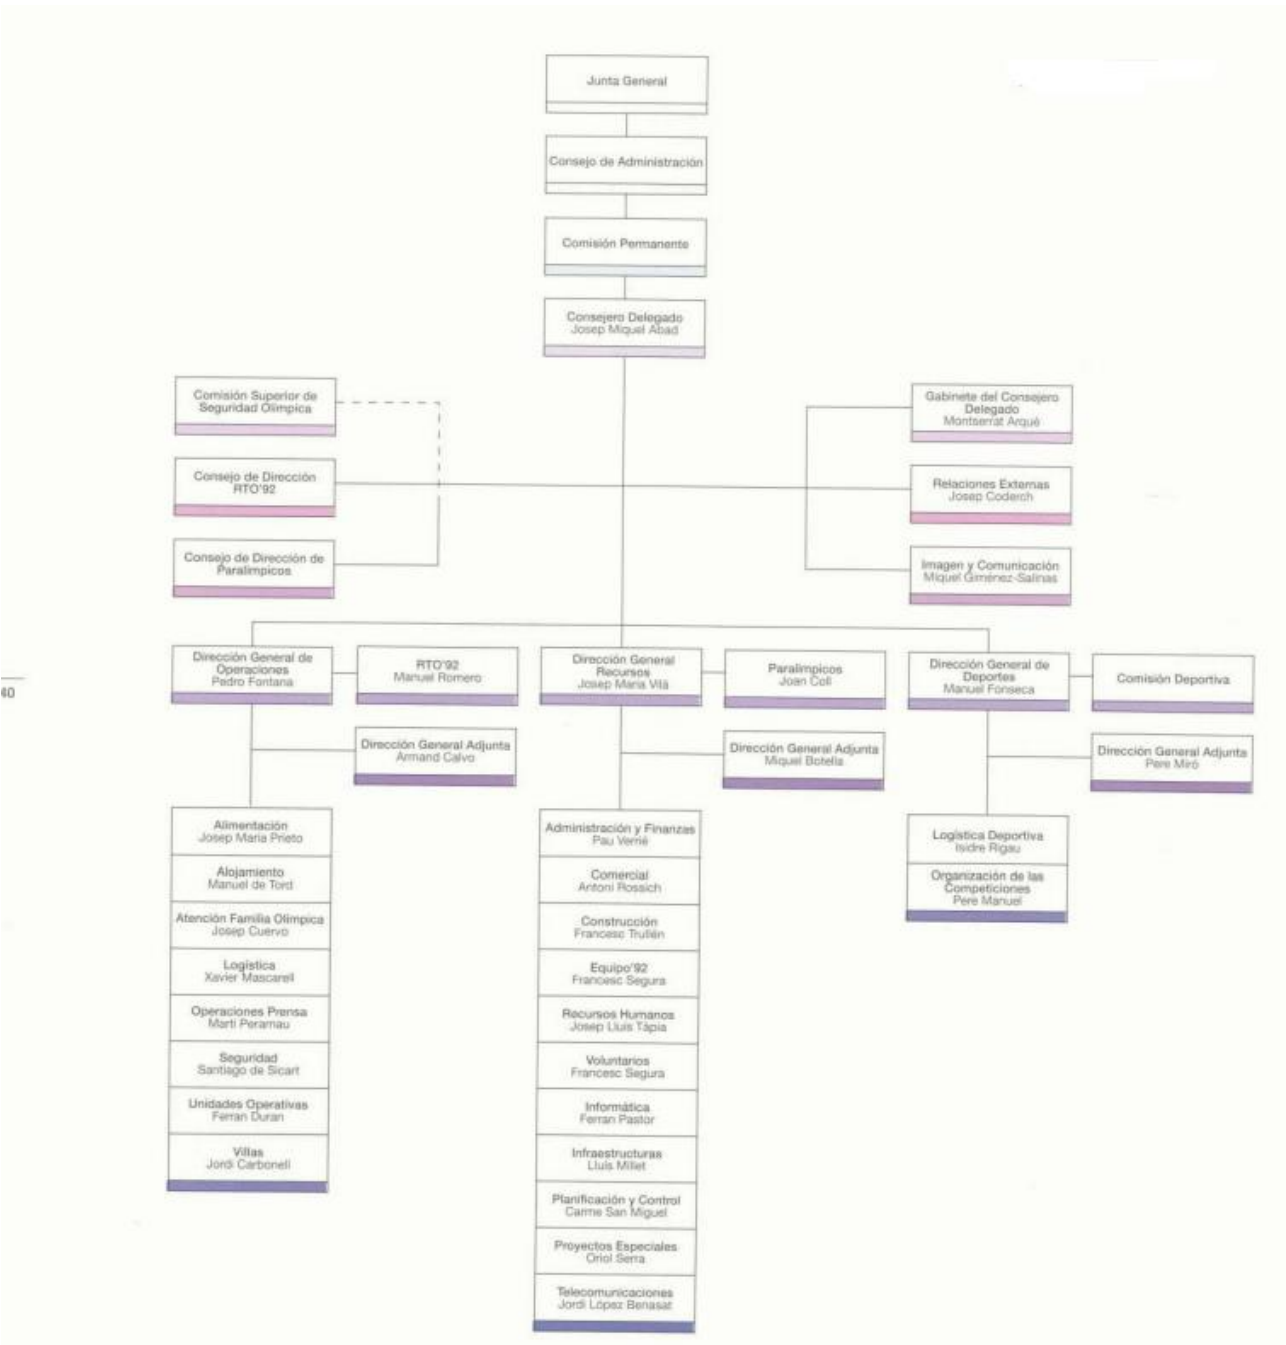 Junta General
Consejo de Administración
Comisión Permanente
Consejero Delegado
Josep Miquel Abad
Comisión Superior de
Seguridad Olímpica
Consejo de Dirección
RTO'92
Consejo de Dirección de
Paralímpicos
Gabinete del Consejero
Delegado
Montserrat Arqué
Relaciones Externas
Josep Coderch
Imagen y Comunicación
Miquel Giménez-Salinas
40
Dirección General de
Operaciones
Pedro Fontana
RTO'92
Manuel Romero
Dirección General
Recursos
Josep Maria Vilà
Paralímpicos
Joan Coll
Dirección General de
Deportes
Manuel Fonseca
Comisión Deportiva
Dirección General Adjunta
Armand Calvo
Dirección General Adjunta
Miquel Botella
Dirección General Adjunta
Pere Miró
Alimentación
Josep Maria Prieto
Alojamiento
Manuel de Tord
Atención Familia Olímpica
Josep Cuervo
Logística
Xavier Mascarell
Operaciones Prensa
Martí Perarnau
Seguridad
Santiago de Sicart
Unidades Operativas
Ferran Duran
Villas
Jordi Carbonell
Administración y Finanzas
Pau Verrié
Comercial
Antoni Rossich
Construcción
Francesc Trullén
Equipo'92
Francesc Segura
Recursos Humanos
Josep Lluís Tàpia
Voluntarios
Francesc Segura
Informática
Ferran Pastor
Infraestructuras
Lluís Millet
Planificación y Control
Carme San Miguel
Proyectos Especiales
Oriol Serra
Telecomunicaciones
Jordi López Benasat
Logística Deportiva
Isidre Rigau
Organización de las
Competiciones
Pere Manuel